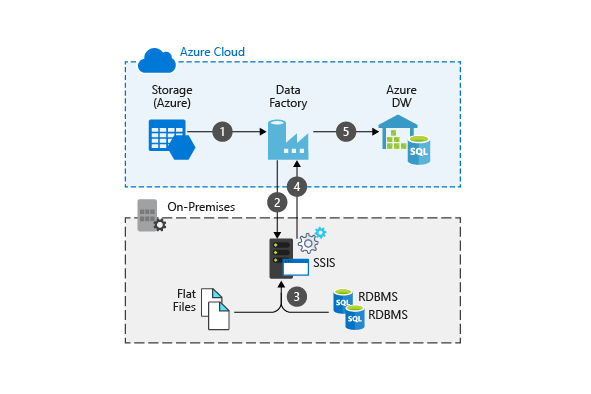 Azure Cloud
Storage
(Azure)
Data
Factory
Azure
DW
1
5
SQL
2
4
On-Premises
SSIS
Flat
Files
3
SQL
RDBMS
SQL
RDBMS